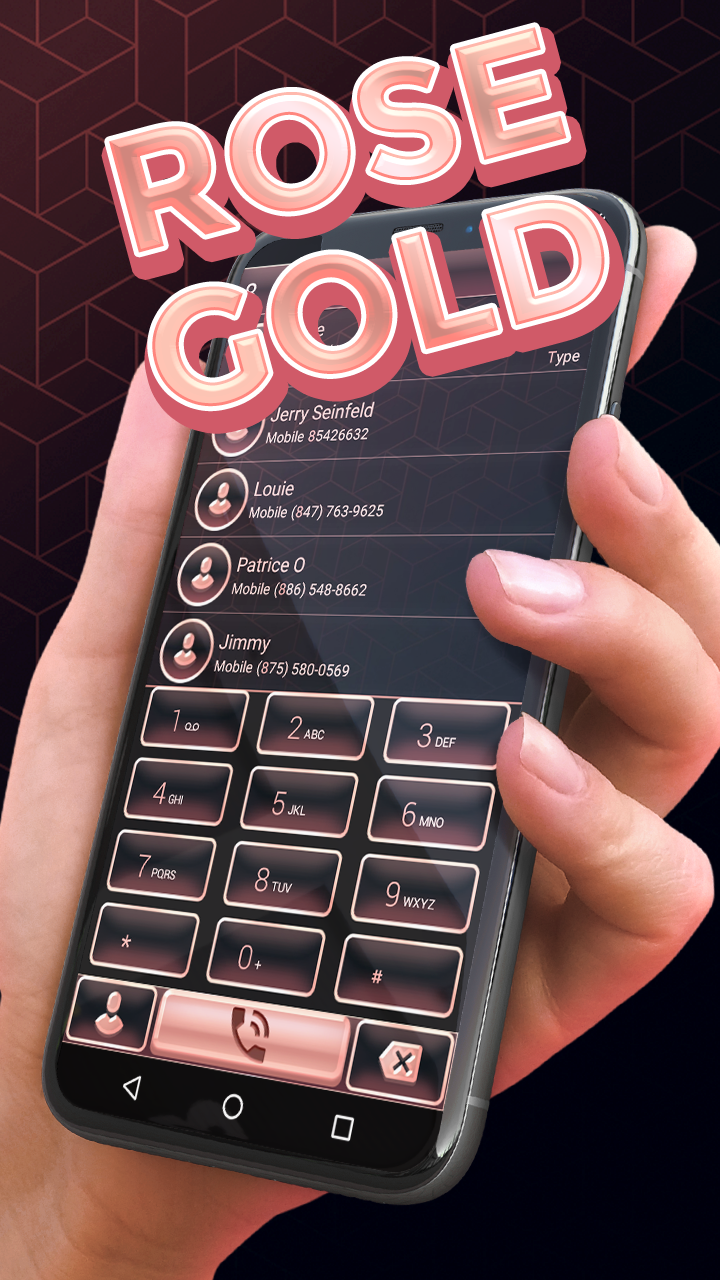 ROSE
GOLD
Type
Jerry Seinfeld
Mobile 85426632
Louie
Mobile (847) 763-9625
Patrice O
Mobile (886) 548-8662
Jimmy
Mobile (875) 580-0569
1
2 ABC
3 DEF
4 GHI
5 JKL
6 MNO
7 PQRS
8 TUV
9 WXYZ
*
0 +
#